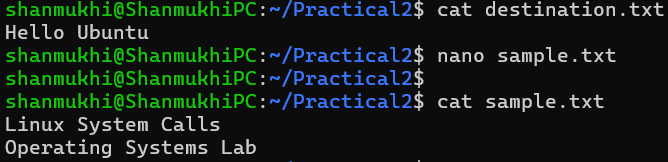 shanmukhi@ShanmukhiPC:~/Practical2$ cat destination.txt
Hello Ubuntu
shanmukhi@ShanmukhiPC:~/Practical2$ nano sample.txt
shanmukhi@ShanmukhiPC:~/Practical2$
shanmukhi@ShanmukhiPC:~/Practical2$ cat sample.txt
Linux System Calls
Operating Systems Lab